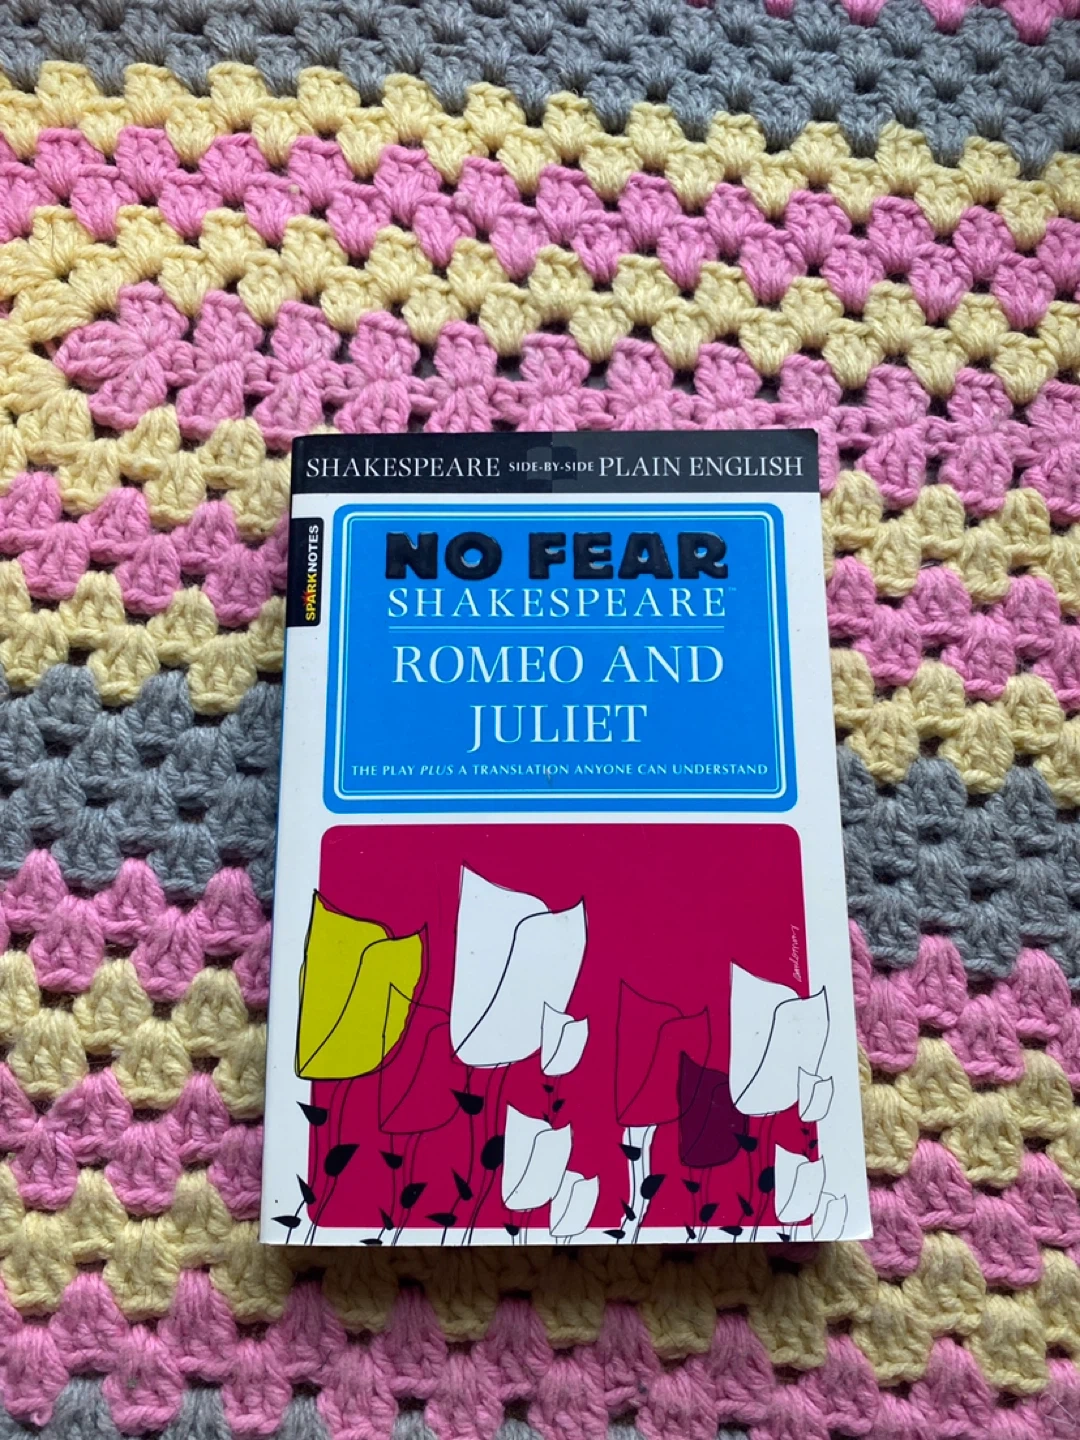 SHAKESPEARE SIDE-BY-SIDE PLAIN ENGLISH
SPARKNOTES
NO FEAR
SHAKESPEARE™
ROMEO AND
JULIET
THE PLAY PLUS A TRANSLATION ANYONE CAN UNDERSTAND